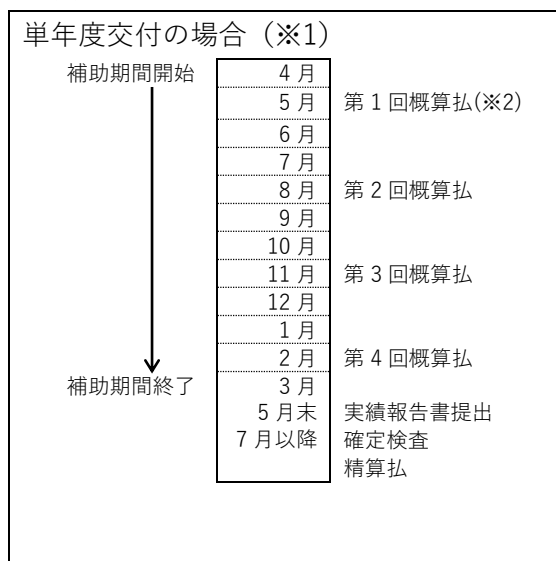 単年度交付の場合（※1）
補助期間開始 4月
5月 第1回概算払(※2)
6月
7月
8月 第2回概算払
9月
10月
11月 第3回概算払
12月
1月
2月 第4回概算払
補助期間終了 3月
5月末 実績報告書提出
7月以降 確定検査
精算払